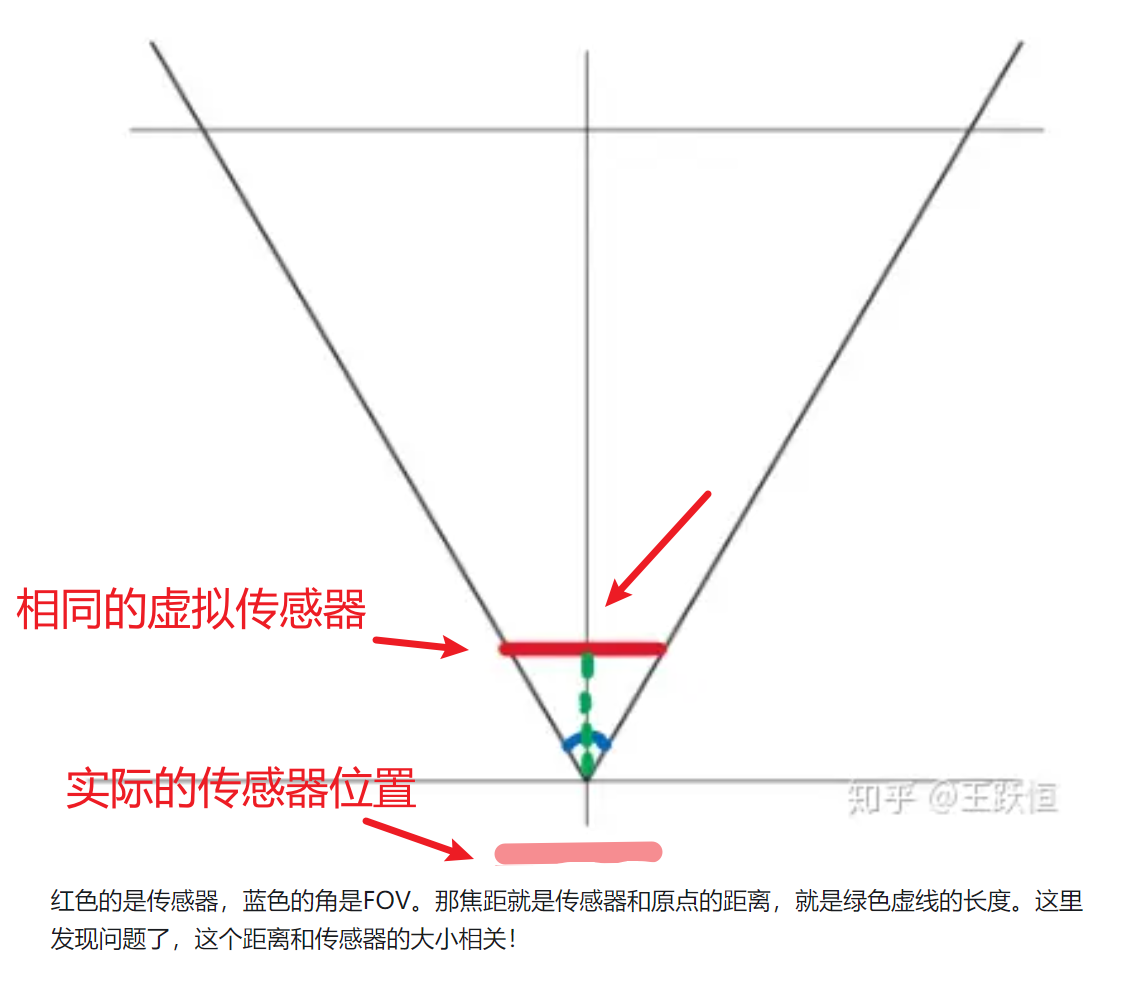 相同的虚拟传感器
实际的传感器位置
知乎 @王跃恒
红色的是传感器，蓝色的角是FOV。那焦距就是传感器和原点的距离，就是绿色虚线的长度。这里
发现问题了，这个距离和传感器的大小相关！